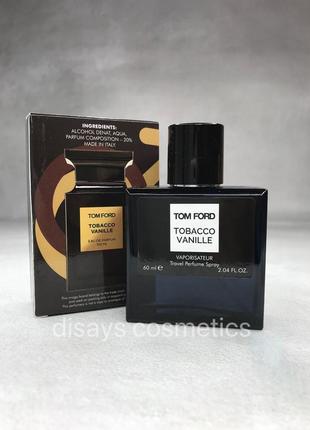 INGREDIENTS:
ALCOHOL DENAT, AQUA,
PARFUM COMPOSITION - 20%
MADE IN ITALY.
TOM FORD
TOBACCO
VANILLE
EAU DE PARFUM
TOM FORD
TOBACCO
VANILLE
VAPORISATEUR
Travel Perfume Spray
60 ml e 2.04 FL. OZ.
disays cosmetics